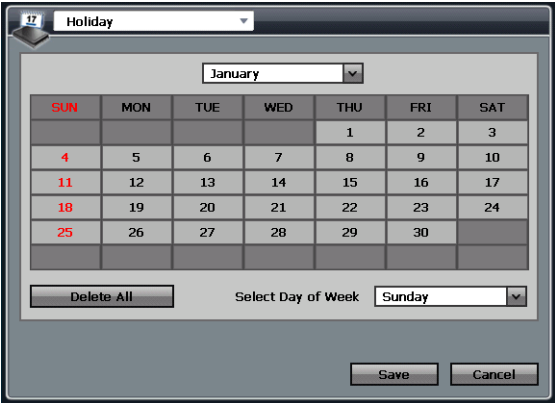 17 Holiday
January
SUN MON TUE WED THU FRI SAT
1 2 3
4 5 6 7 8 9 10
11 12 13 14 15 16 17
18 19 20 21 22 23 24
25 26 27 28 29 30
Delete All Select Day of Week Sunday
Save Cancel